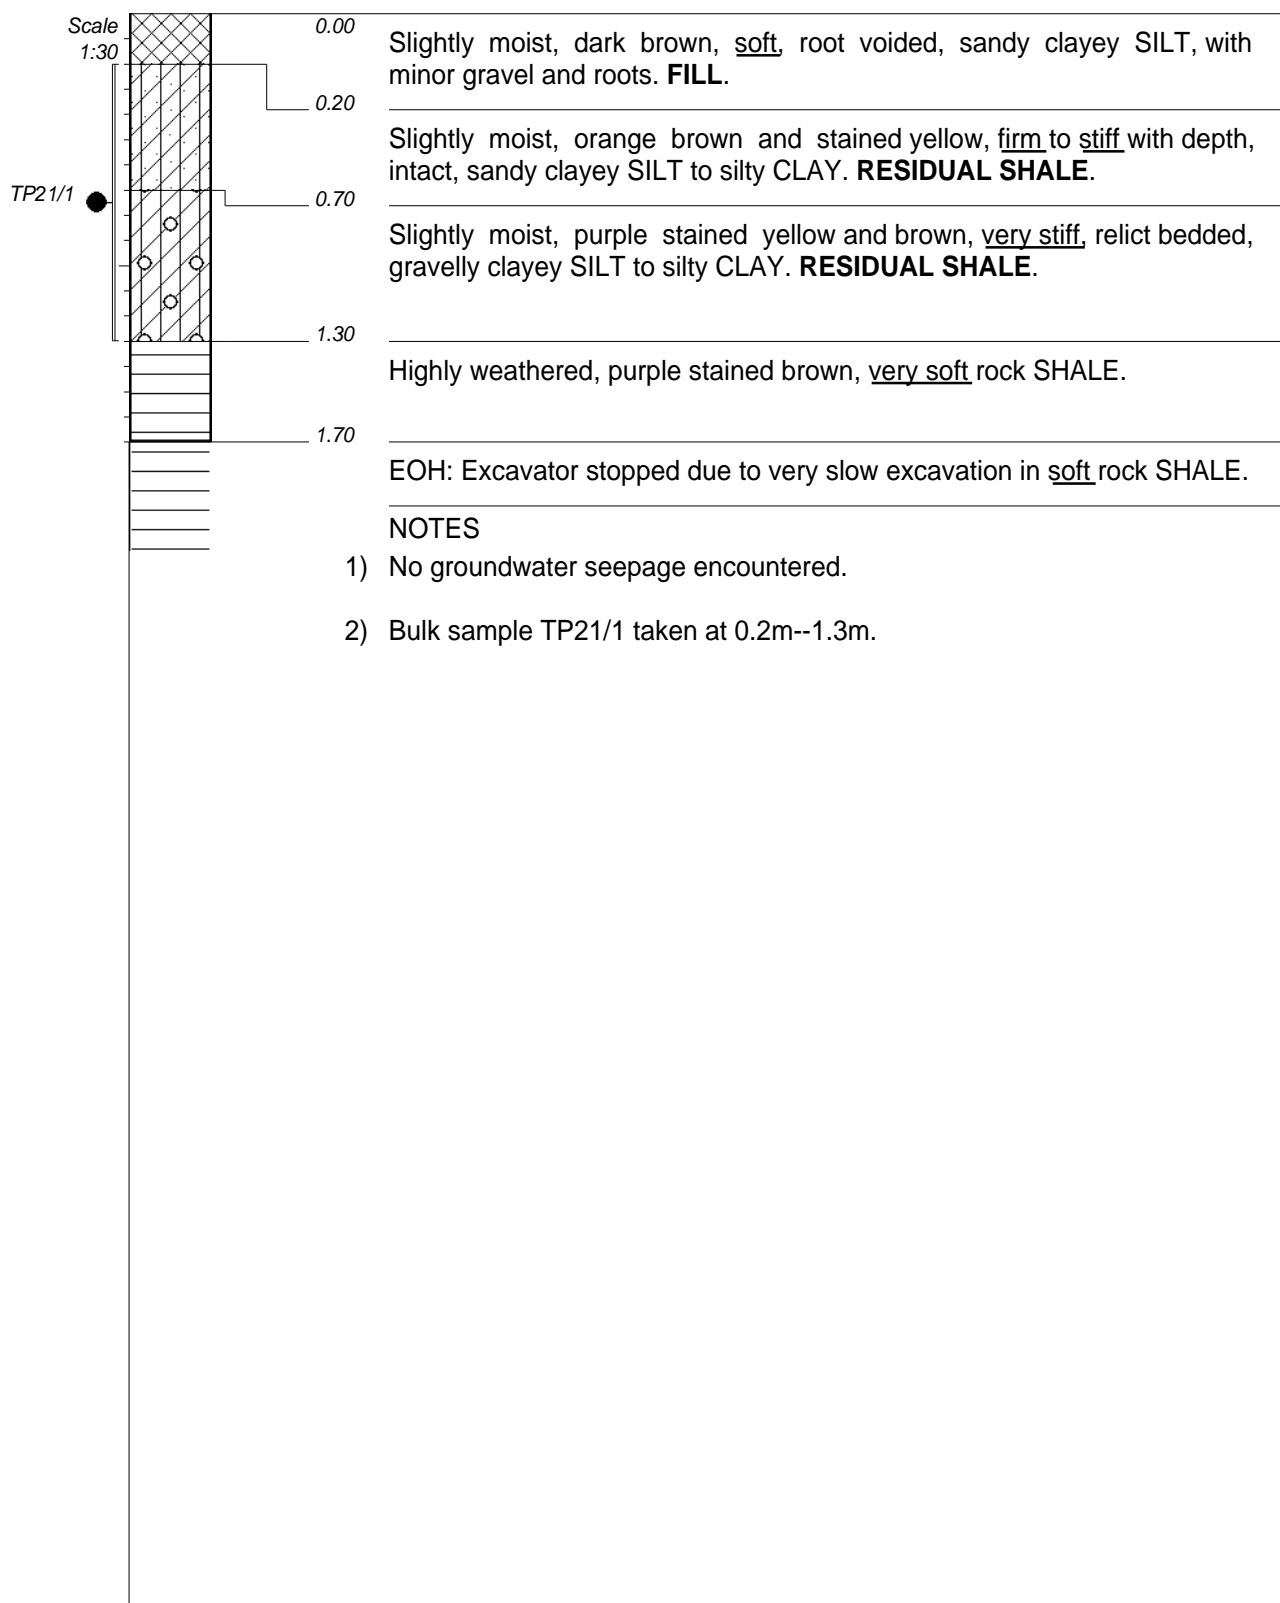 Scale
1:30
0.00
Slightly moist, dark brown, soft, root voided, sandy clayey SILT, with
minor gravel and roots. FILL.
0.20
Slightly moist, orange brown and stained yellow, firm to stiff with depth,
intact, sandy clayey SILT to silty CLAY. RESIDUAL SHALE.
TP21/1
0.70
Slightly moist, purple stained yellow and brown, very stiff, relict bedded,
gravelly clayey SILT to silty CLAY. RESIDUAL SHALE.
1.30
Highly weathered, purple stained brown, very soft rock SHALE.
1.70
EOH: Excavator stopped due to very slow excavation in soft rock SHALE.
NOTES
1) No groundwater seepage encountered.
2) Bulk sample TP21/1 taken at 0.2m--1.3m.